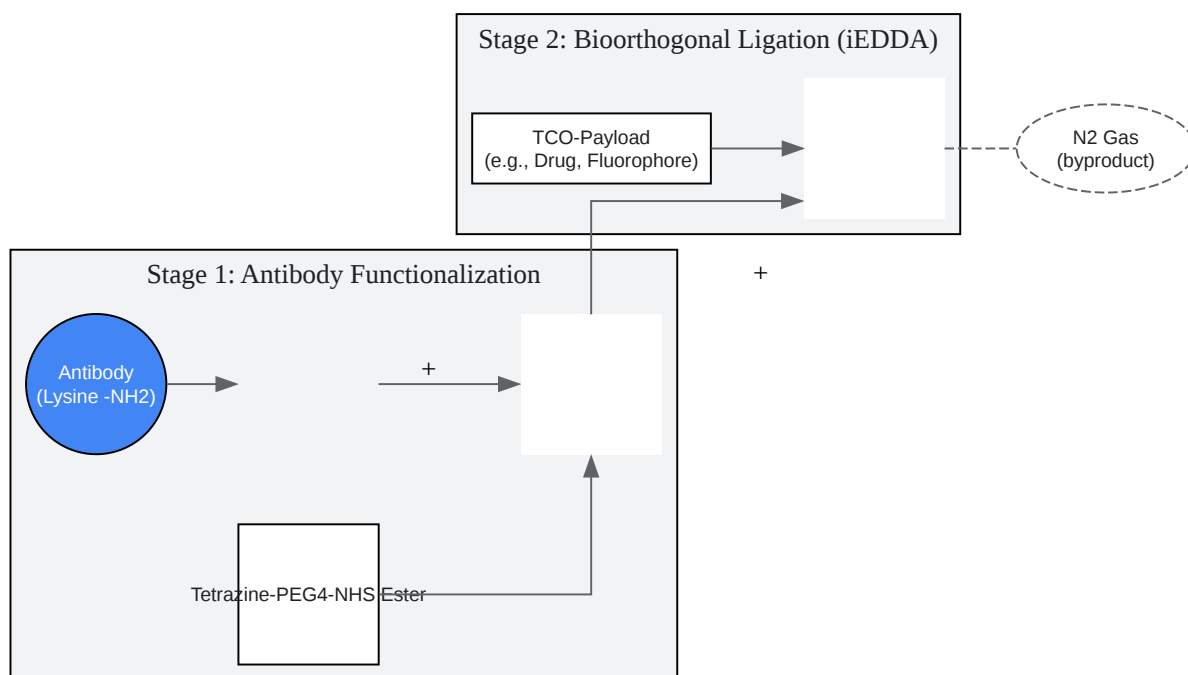 Stage 2: Bioorthogonal Ligation (iEDDA)
TCO-Payload
(e.g., Drug, Fluorophore)
N2 Gas
(byproduct)
Stage 1: Antibody Functionalization
+
Antibody
(Lysine -NH2)
+
Tetrazine-PEG4-NHS Ester